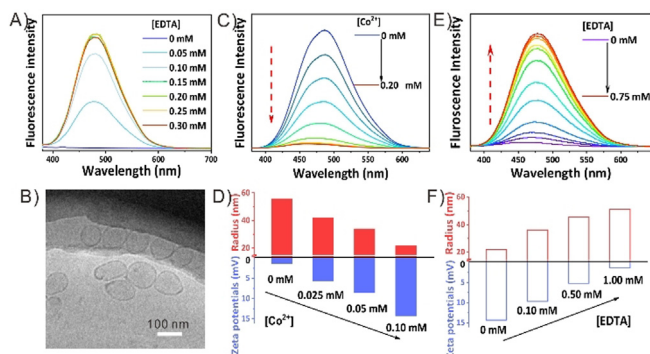 A)
Fluorescence Intensity
[EDTA]
0 mM
0.05 mM
0.10 mM
0.15 mM
0.20 mM
0.25 mM
0.30 mM
400
500
600
700
Wavelength (nm)
C)
Fluorescence Intensity
[Co²⁺]
0 mM
0.20 mM
400
450
500
550
600
Wavelength (nm)
E)
Fluroscence Intensity
[EDTA]
0 mM
0.75 mM
400
450
500
550
600
Wavelength (nm)
B)
100 nm
D)
Radius (nm)
60
40
20
0
5
10
15
Zeta potentials (mV)
0 mM
0.025 mM
0.05 mM
0.10 mM
[Co²⁺]
F)
Radius (nm)
60
40
20
0
5
10
15
Zeta potentials (mV)
0 mM
0.10 mM
0.50 mM
1.00 mM
[EDTA]